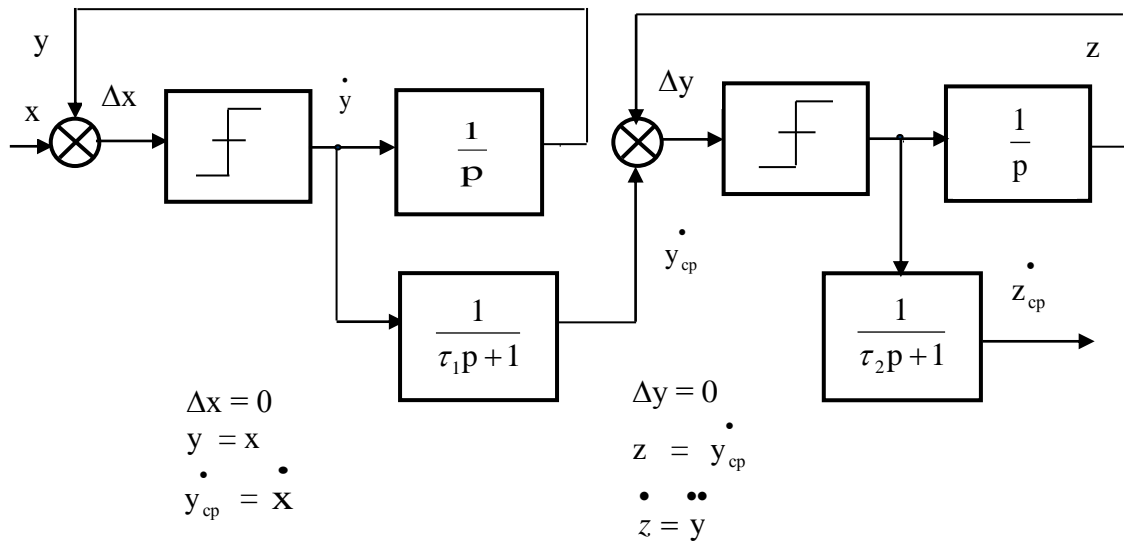 y
z
x
Δx
ẏ
1/p
Δy
1/p
ẏ_cp
1/(τ₁p + 1)
1/(τ₂p + 1)
ż_cp
Δx = 0
y = x
ẏ_cp = ẋ
Δy = 0
z = ẏ_cp
ż = ÿ